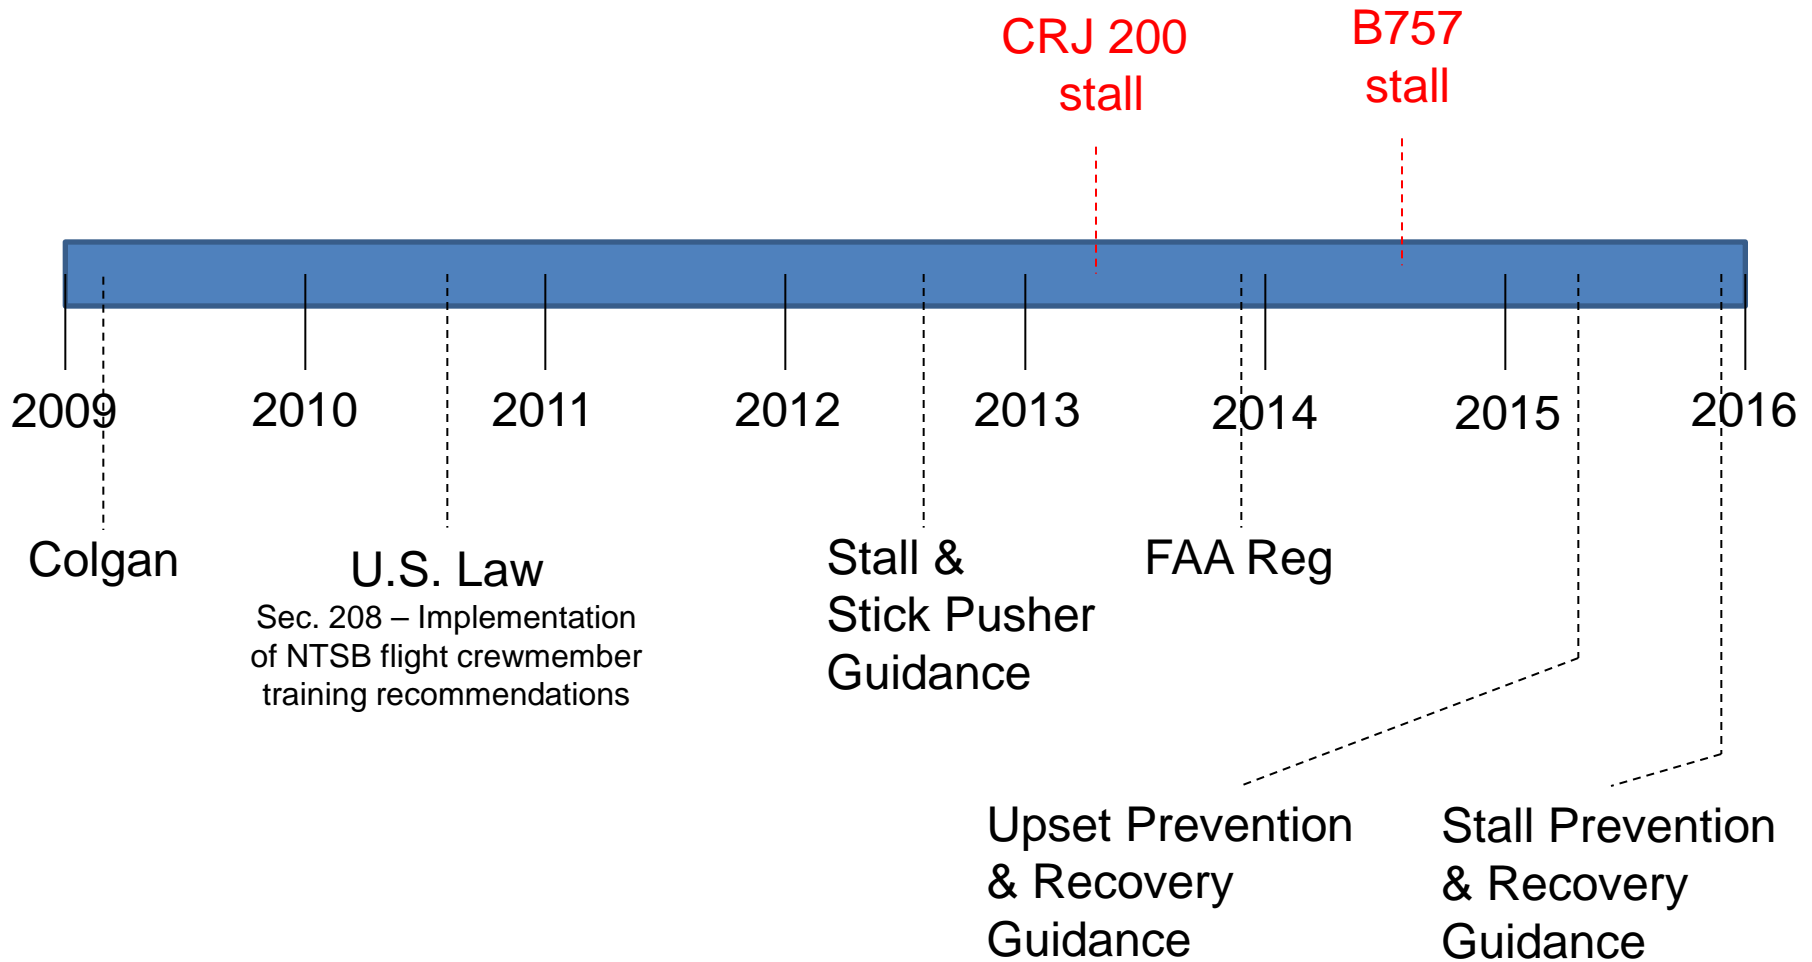 CRJ 200
stall
B757
stall
2009
2010
2011
2012
2013
2014
2015
2016
Colgan
U.S. Law
Sec. 208 – Implementation
of NTSB flight crewmember
training recommendations
Stall &
Stick Pusher
Guidance
FAA Reg
Upset Prevention
& Recovery
Guidance
Stall Prevention
& Recovery
Guidance